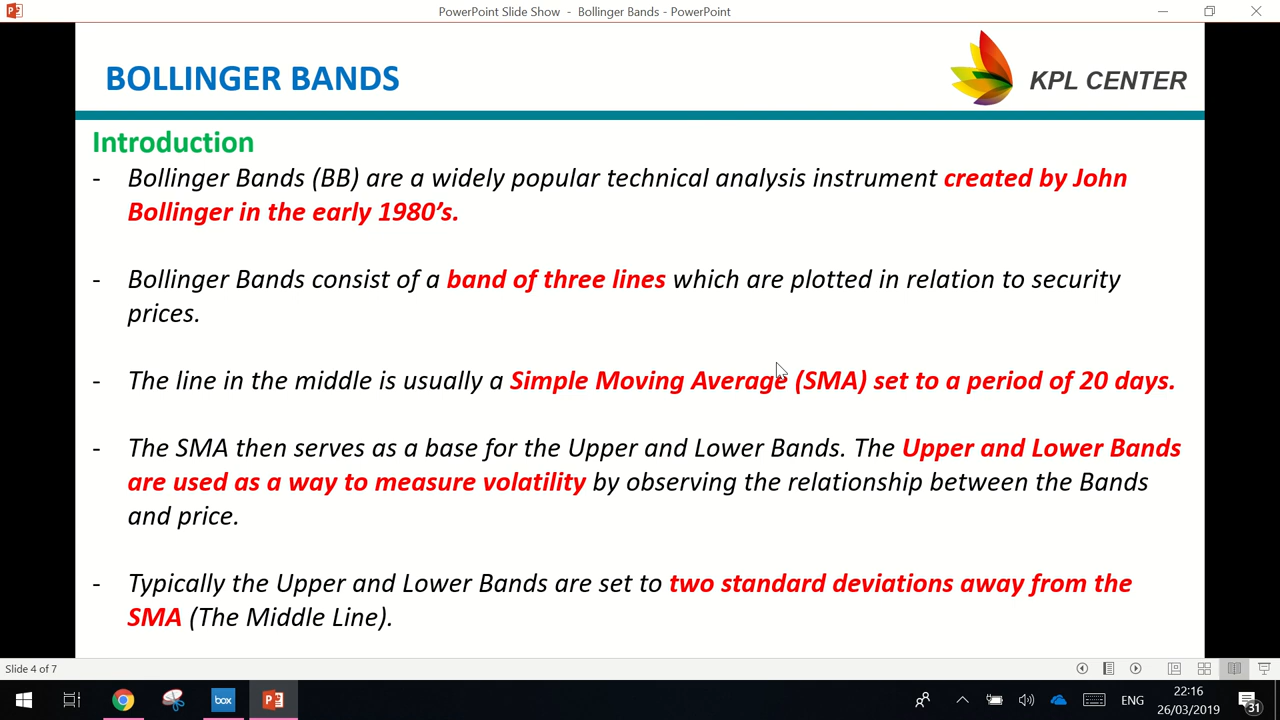 PowerPoint Slide Show - Bollinger Bands - PowerPoint
BOLLINGER BANDS
KPL CENTER
Introduction
- Bollinger Bands (BB) are a widely popular technical analysis instrument created by John
Bollinger in the early 1980’s.
- Bollinger Bands consist of a band of three lines which are plotted in relation to security
prices.
- The line in the middle is usually a Simple Moving Average (SMA) set to a period of 20 days.
- The SMA then serves as a base for the Upper and Lower Bands. The Upper and Lower Bands
are used as a way to measure volatility by observing the relationship between the Bands
and price.
- Typically the Upper and Lower Bands are set to two standard deviations away from the
SMA (The Middle Line).
Slide 4 of 7
box
ENG
22:16
26/03/2019
31